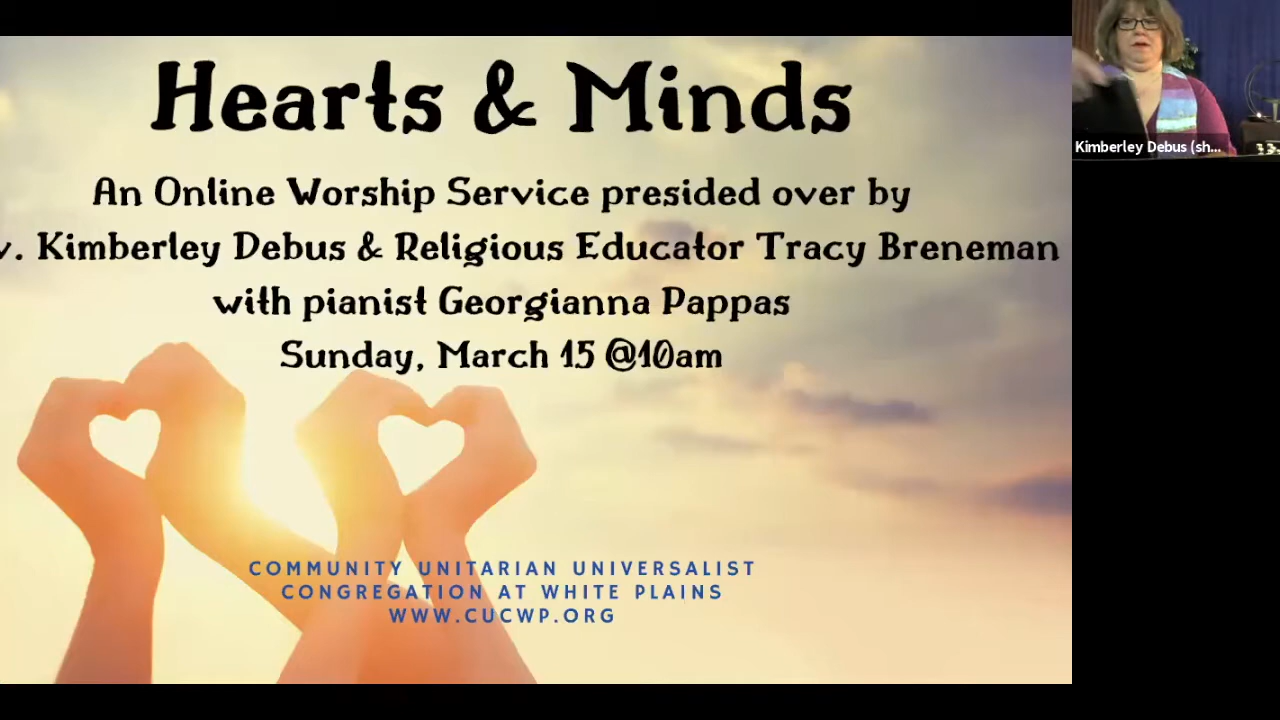 Hearts & Minds
An Online Worship Service presided over by
v. Kimberley Debus & Religious Educator Tracy Breneman
with pianist Georgianna Pappas
Sunday, March 15 @10am
COMMUNITY UNITARIAN UNIVERSALIST
CONGREGATION AT WHITE PLAINS
WWW.CUCWP.ORG
Kimberley Debus (sh...